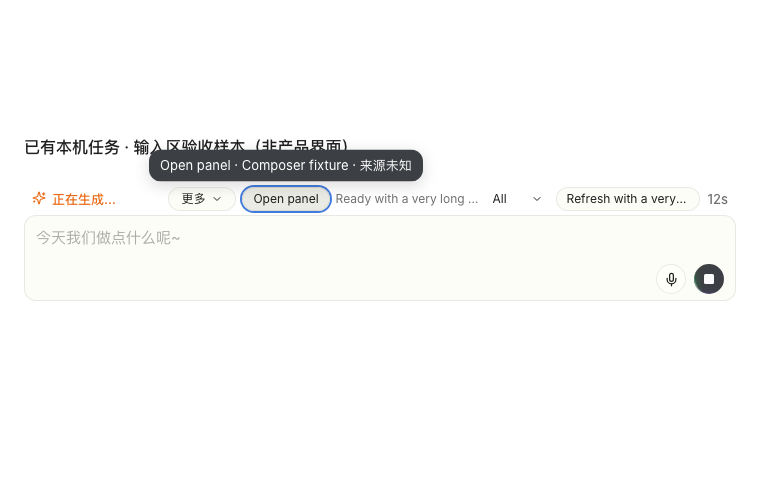 已有本机任务 · 输入区验收样本（非产品界面）
Open panel · Composer fixture · 来源未知
正在生成... 更多 Open panel Ready with a very long ... All Refresh with a very... 12s
今天我们做点什么呢~